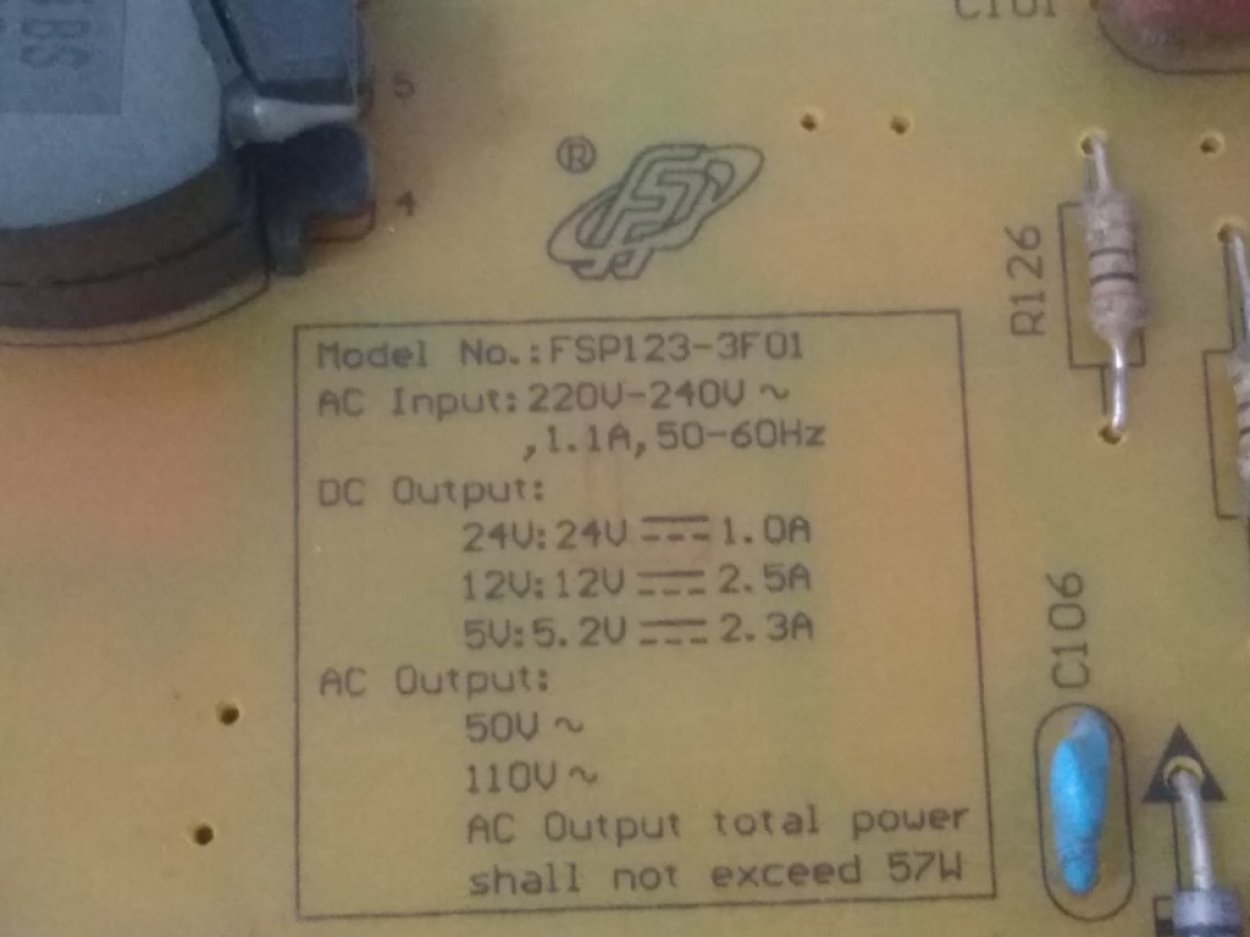 BBS
C101
5
®
FSP
4
R126
Model No.:FSP123-3F01
AC Input:220V-240V~
,1.1A,50-60Hz
DC Output:
24V:24V⎓1.0A
12V:12V⎓2.5A
5V:5.2V⎓2.3A
AC Output:
50V~
110V~
AC Output total power
shall not exceed 57W
C106